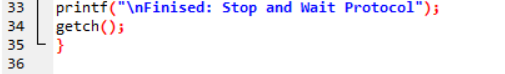 33 printf("\nFinised: Stop and Wait Protocol");
34 getch();
35 }
36